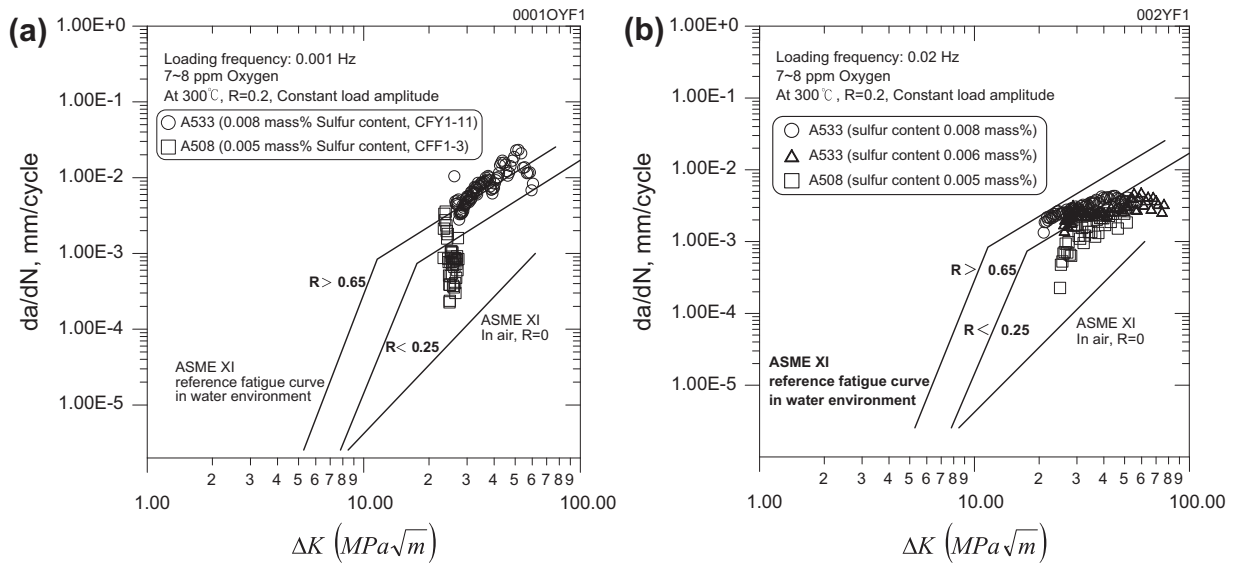 (a)
0001OYF1
1.00E+0
Loading frequency: 0.001 Hz
7~8 ppm Oxygen
At 300℃, R=0.2, Constant load amplitude
A533 (0.008 mass% Sulfur content, CFY1-11)
A508 (0.005 mass% Sulfur content, CFF1-3)
1.00E-1
1.00E-2
1.00E-3
1.00E-4
1.00E-5
da/dN, mm/cycle
R> 0.65
R< 0.25
ASME XI
In air, R=0
ASME XI
reference fatigue curve
in water environment
2 3 4 5 6 7 8 9 2 3 4 5 6 7 8 9
1.00 10.00 100.00
ΔK (MPa√m)
(b)
002YF1
1.00E+0
Loading frequency: 0.02 Hz
7~8 ppm Oxygen
At 300℃, R=0.2, Constant load amplitude
A533 (sulfur content 0.008 mass%)
A533 (sulfur content 0.006 mass%)
A508 (sulfur content 0.005 mass%)
1.00E-1
1.00E-2
1.00E-3
1.00E-4
1.00E-5
da/dN, mm/cycle
R> 0.65
R< 0.25
ASME XI
In air, R=0
ASME XI
reference fatigue curve
in water environment
2 3 4 5 6 7 8 9 2 3 4 5 6 7 8 9
1.00 10.00 100.00
ΔK (MPa√m)